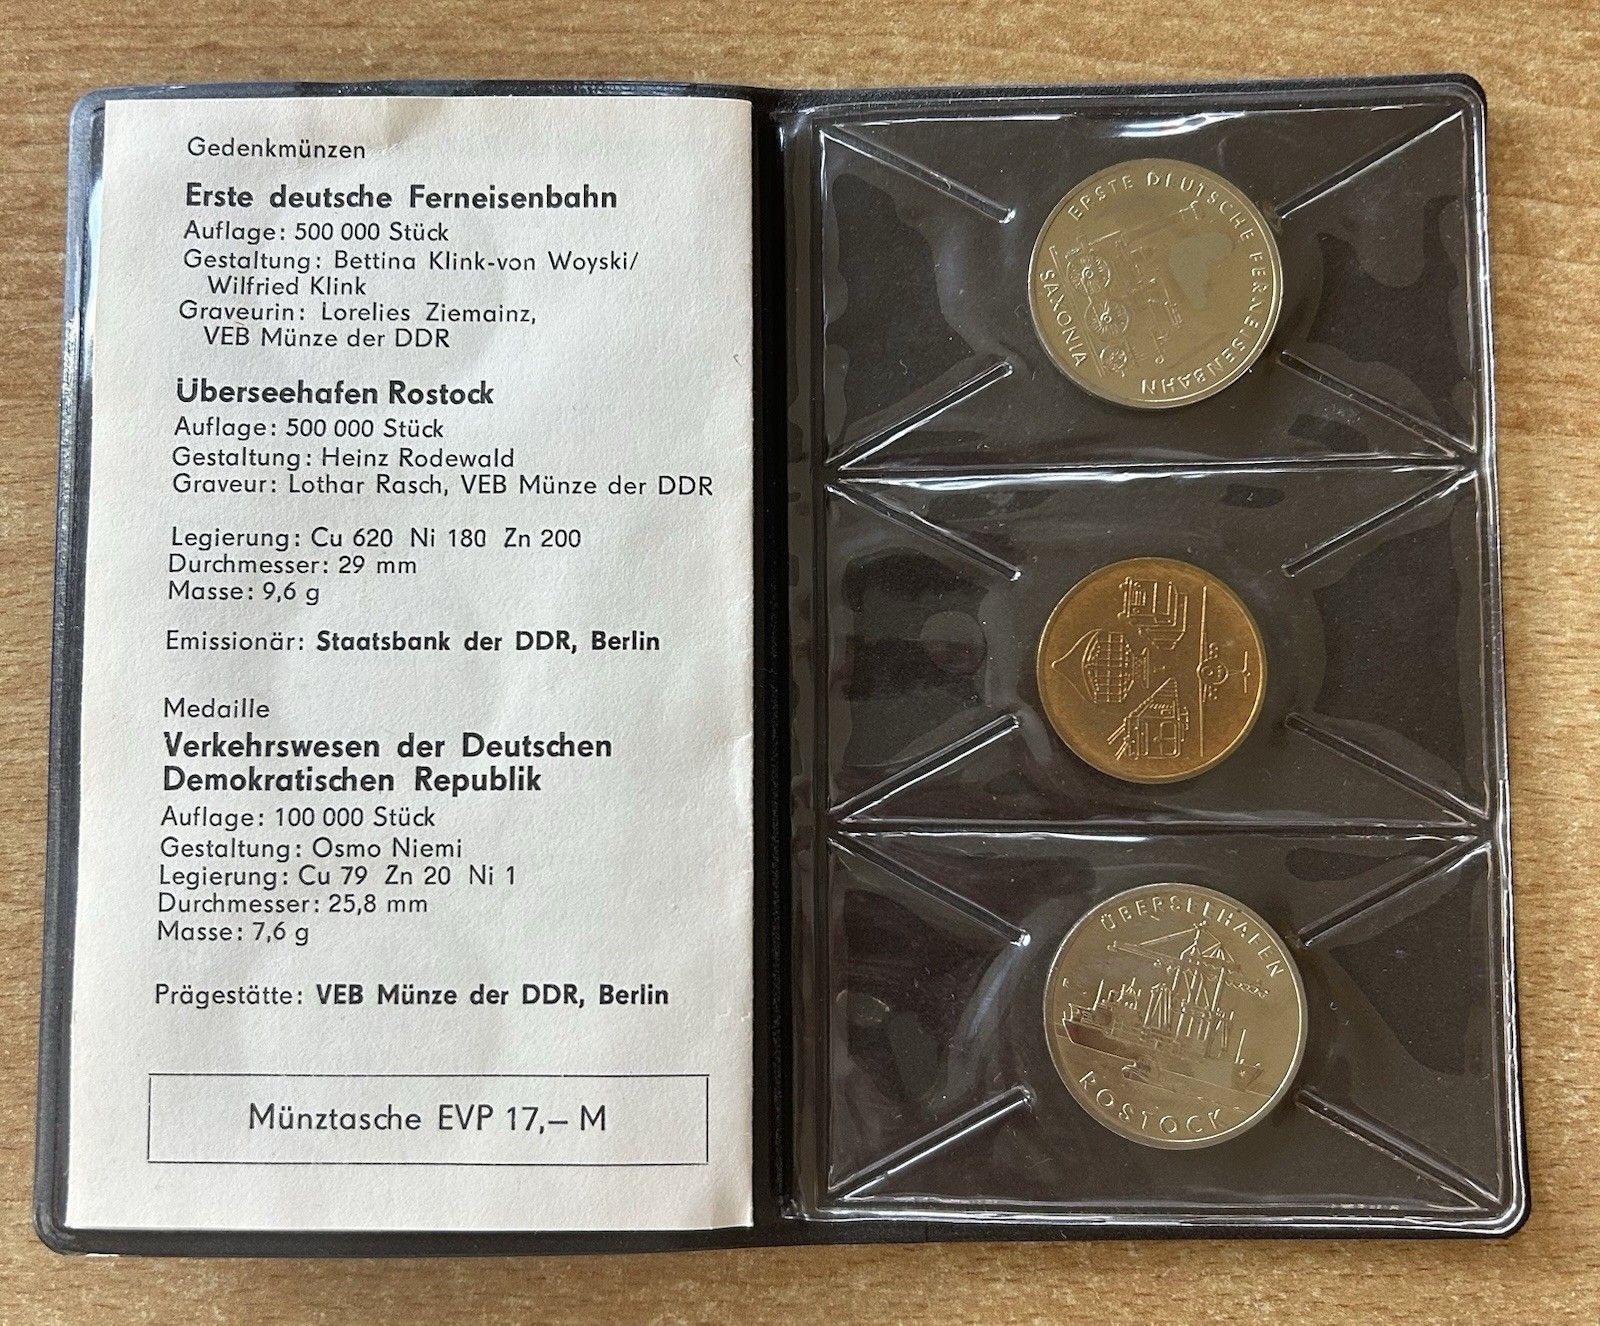 Gedenkmünzen
Erste deutsche Ferneisenbahn
Auflage: 500 000 Stück
Gestaltung: Bettina Klink-von Woyski/
Wilfried Klink
Graveurin: Lorelies Ziemainz,
VEB Münze der DDR
Überseehafen Rostock
Auflage: 500 000 Stück
Gestaltung: Heinz Rodewald
Graveur: Lothar Rasch, VEB Münze der DDR
Legierung: Cu 620 Ni 180 Zn 200
Durchmesser: 29 mm
Masse: 9,6 g
Emissionär: Staatsbank der DDR, Berlin
Medaille
Verkehrswesen der Deutschen
Demokratischen Republik
Auflage: 100 000 Stück
Gestaltung: Osmo Niemi
Legierung: Cu 79 Zn 20 Ni 1
Durchmesser: 25,8 mm
Masse: 7,6 g
Prägestätte: VEB Münze der DDR, Berlin
Münztasche EVP 17,– M
ERSTE DEUTSCHE FERNEISENBAHN
SAXONIA
ÜBERSEEHAFEN
ROSTOCK